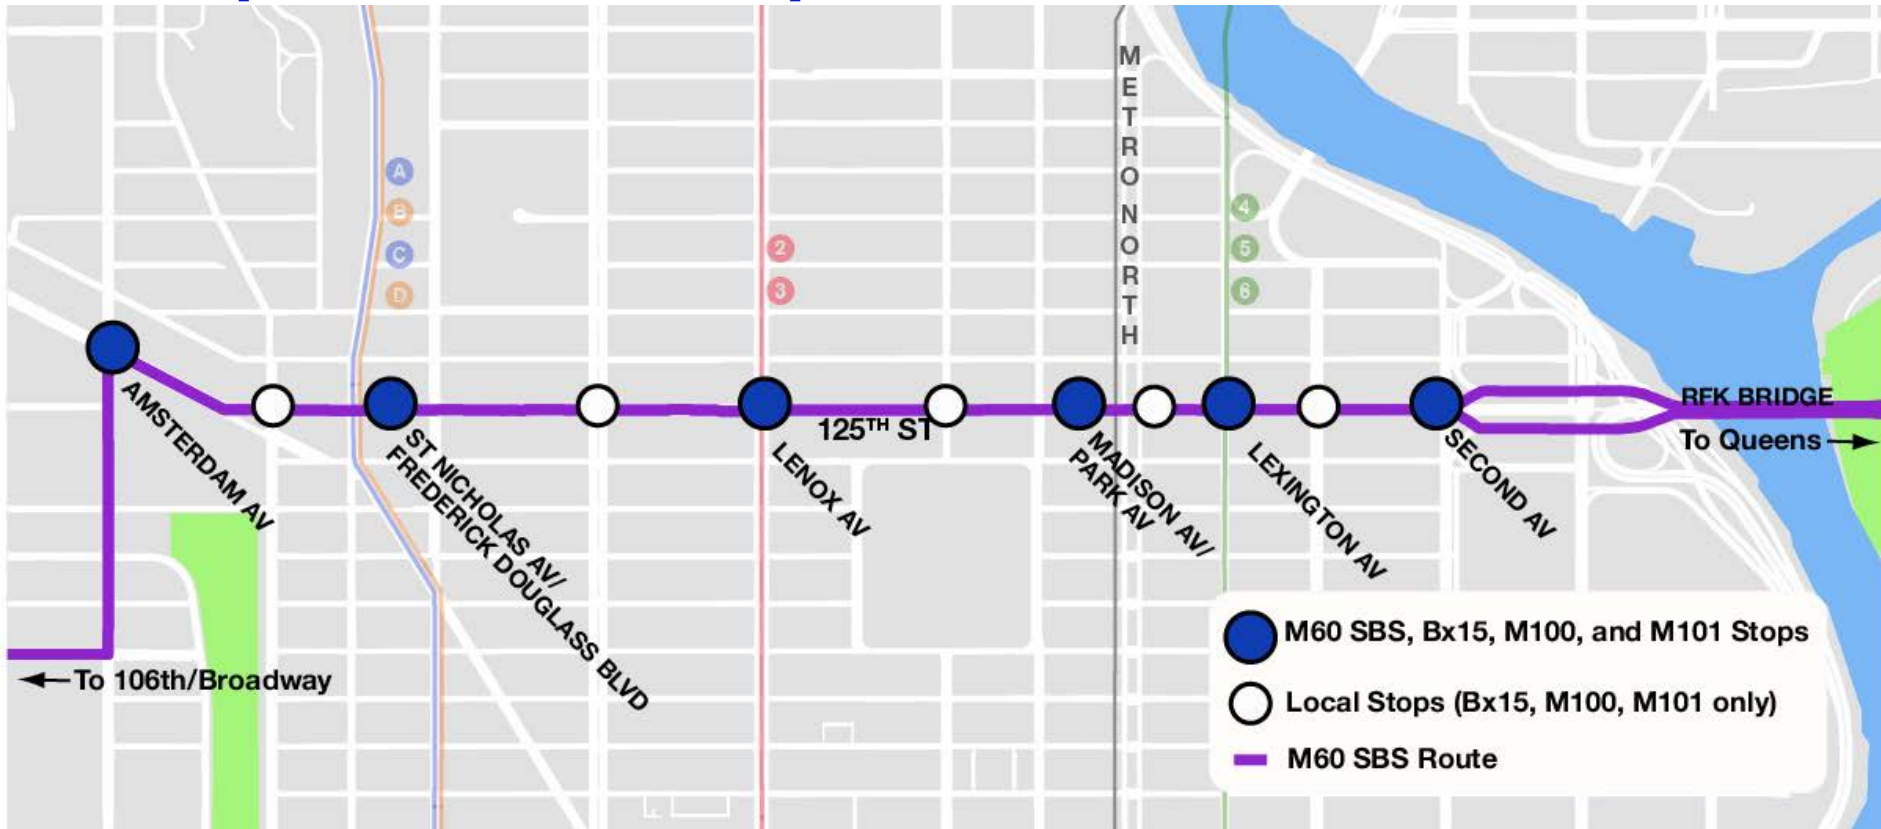 METRO NORTH
A
B
C
D
2
3
4
5
6
AMSTERDAM AV
ST NICHOLAS AV/
FREDERICK DOUGLASS BLVD
LENOX AV
125TH ST
MADISON AV/
PARK AV
LEXINGTON AV
SECOND AV
RFK BRIDGE
To Queens
To 106th/Broadway
M60 SBS, Bx15, M100, and M101 Stops
Local Stops (Bx15, M100, M101 only)
M60 SBS Route